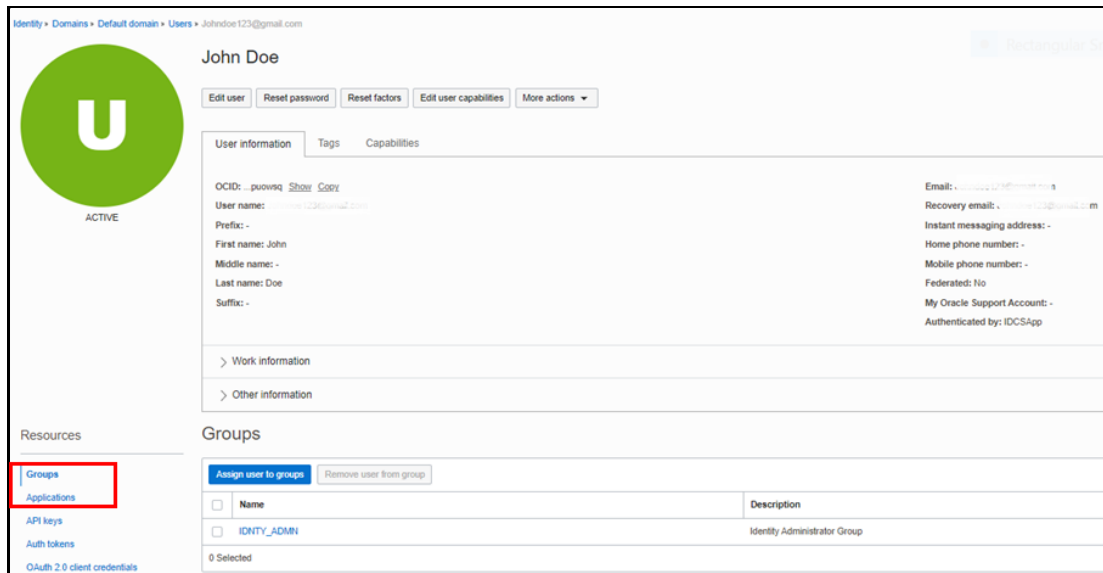 Identity » Domains » Default domain » Users » Johndoe123@gmail.com
U
ACTIVE
John Doe
Edit user Reset password Reset factors Edit user capabilities More actions
User information Tags Capabilities
OCID: ...puowsq Show Copy
User name:
Prefix: -
First name: John
Middle name: -
Last name: Doe
Suffix: -
Email:
Recovery email:
Instant messaging address: -
Home phone number: -
Mobile phone number: -
Federated: No
My Oracle Support Account: -
Authenticated by: IDCSApp
Work information
Other information
Resources
Groups
Applications
API keys
Auth tokens
OAuth 2.0 client credentials
Groups
Assign user to groups Remove user from group
Name Description
IDNTY_ADMN Identity Administrator Group
0 Selected